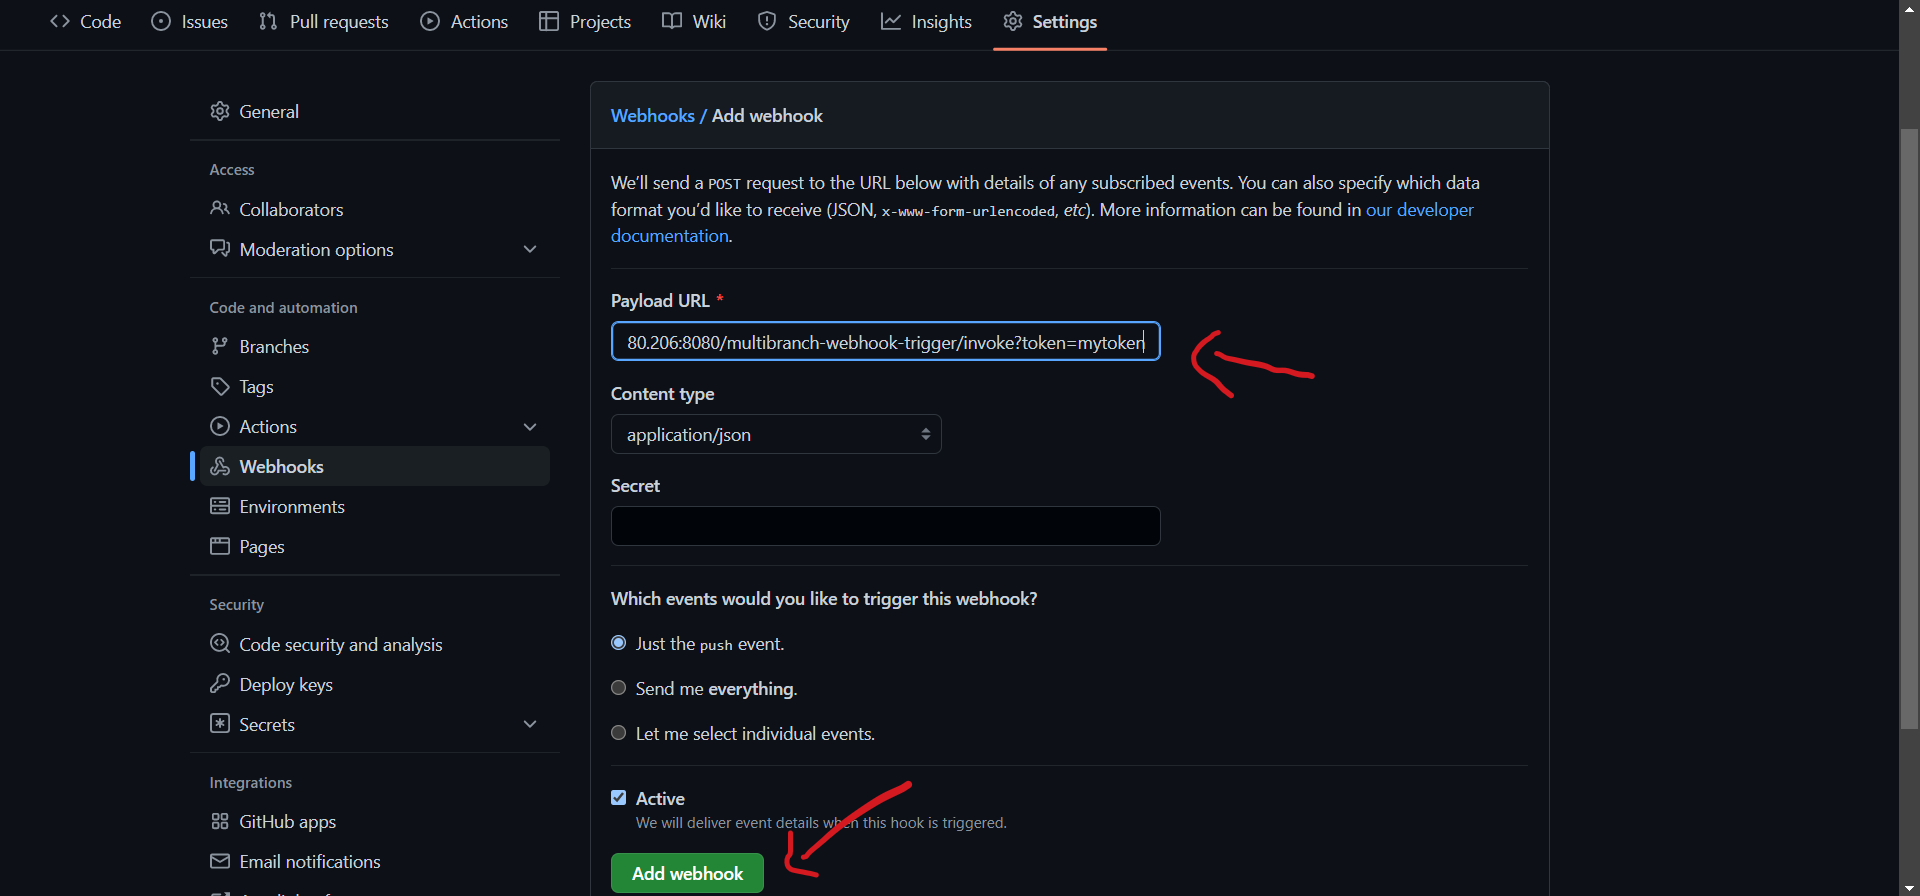 Code Issues Pull requests Actions Projects Wiki Security Insights Settings
General
Access
Collaborators
Moderation options
Code and automation
Branches
Tags
Actions
Webhooks
Environments
Pages
Security
Code security and analysis
Deploy keys
Secrets
Integrations
GitHub apps
Email notifications
Webhooks / Add webhook
We’ll send a POST request to the URL below with details of any subscribed events. You can also specify which data
format you’d like to receive (JSON, x-www-form-urlencoded, etc). More information can be found in our developer
documentation.
Payload URL *
80.206:8080/multibranch-webhook-trigger/invoke?token=mytoken
Content type
application/json
Secret
Which events would you like to trigger this webhook?
Just the push event.
Send me everything.
Let me select individual events.
Active
We will deliver event details when this hook is triggered.
Add webhook